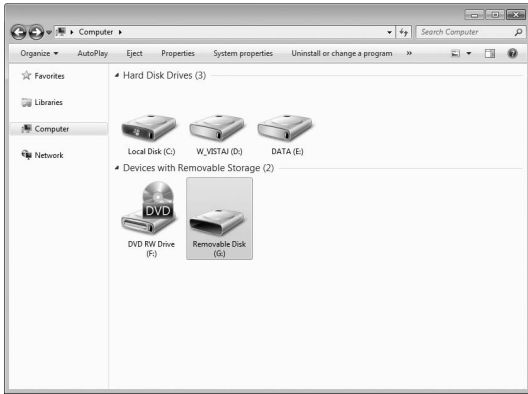 Computer
Search Computer
Organize AutoPlay Eject Properties System properties Uninstall or change a program »
Favorites
Libraries
Computer
Network
Hard Disk Drives (3)
Local Disk (C:) W_VISTAJ (D:) DATA (E:)
Devices with Removable Storage (2)
DVD
DVD RW Drive (F:)
Removable Disk (G:)